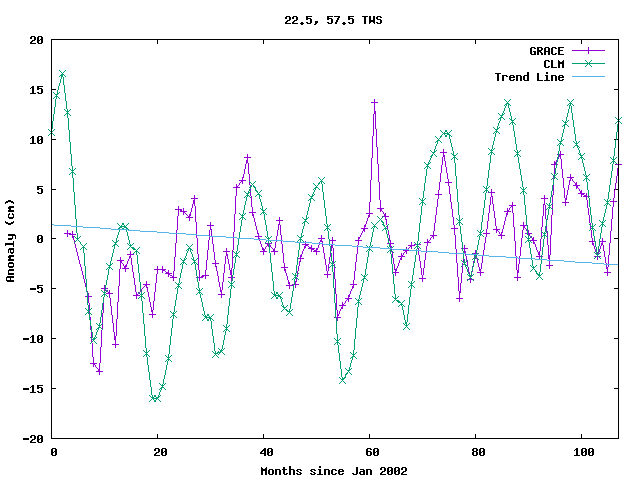 22.5, 57.5 TWS
GRACE
CLM
Trend Line
20
15
10
5
0
-5
-10
-15
-20
Anomaly (cm)
0 20 40 60 80 100
Months since Jan 2002